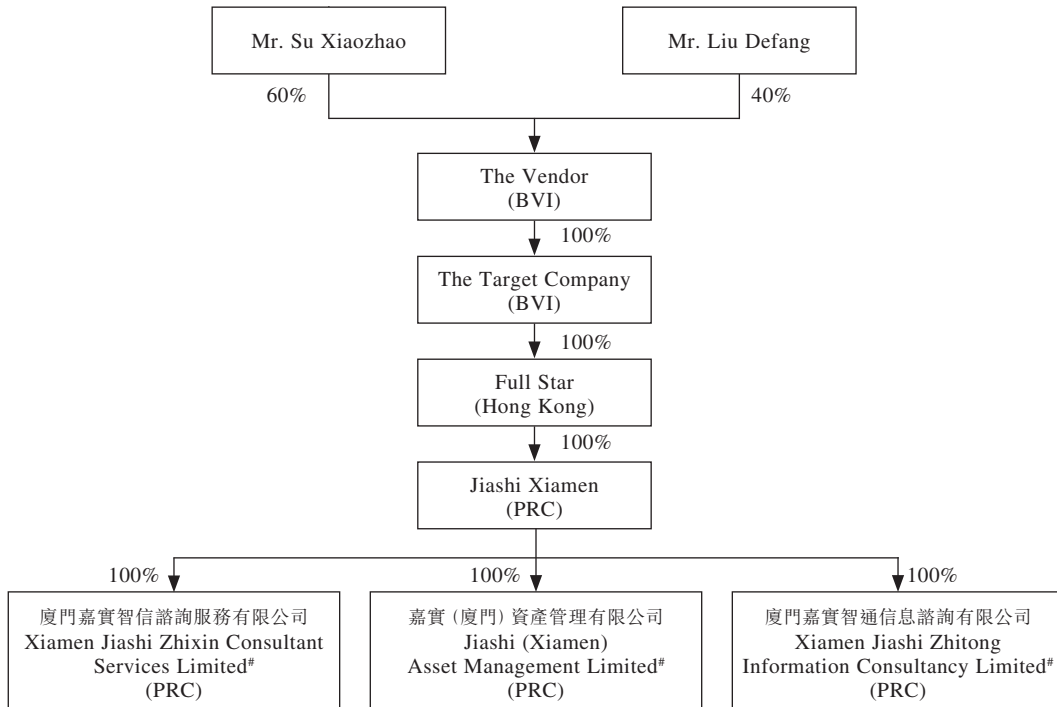 Mr. Su Xiaozhao
Mr. Liu Defang
60%
40%
The Vendor
(BVI)
100%
The Target Company
(BVI)
100%
Full Star
(Hong Kong)
100%
Jiashi Xiamen
(PRC)
100%
100%
100%
廈門嘉實智信諮詢服務有限公司
Xiamen Jiashi Zhixin Consultant
Services Limited#
(PRC)
嘉實(廈門)資產管理有限公司
Jiashi (Xiamen)
Asset Management Limited#
(PRC)
廈門嘉實智通信息諮詢有限公司
Xiamen Jiashi Zhitong
Information Consultancy Limited#
(PRC)